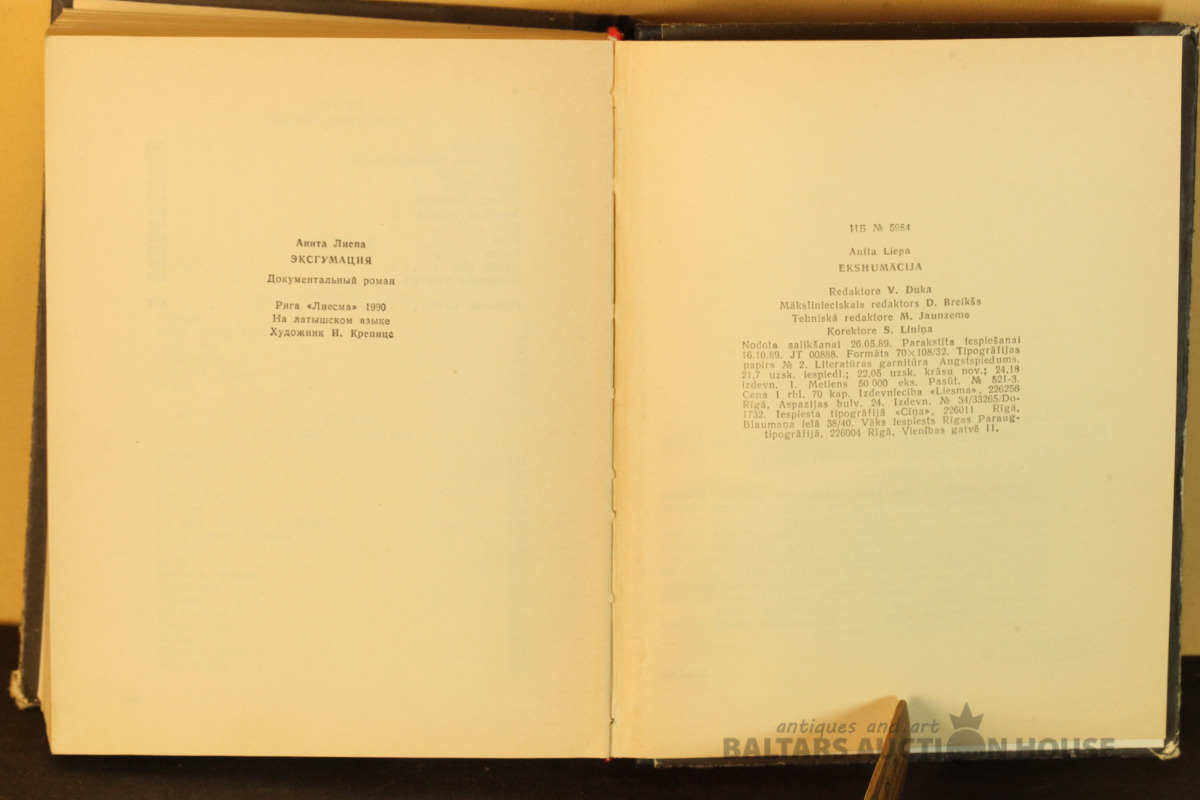 Анита Лиепа
ЭКСГУМАЦИЯ
Документальный роман
Рига «Лиесма» 1990
На латышском языке
Художник И. Крепицс
ИБ № 5984
Anita Liepa
EKSHUMĀCIJA
Redaktore V. Duka
Mākslinieciskais redaktors D. Breikšs
Tehniskā redaktore M. Jaunzeme
Korektore S. Liniņa
Nodota salikšanai 26.05.89. Parakstīta iespiešanai
16.10.89. JT 00888. Formāts 70×108/32. Tipogrāfijas
papīrs № 2. Literatūras garnitūra Augstspiedums.
21,7 uzsk. iespiedl.; 22,05 uzsk. krāsu nov.; 24,18
izdevn. l. Metiens 50 000 eks. Pasūt. № 521-3.
Cena 1 rbl. 70 kap. Izdevniecība «Liesma», 226256
Rīgā, Aspazijas bulv. 24. Izdevn. № 34/33265/Do-
1732. Iespiesta tipogrāfijā «Cīņa», 226011 Rīgā,
Blaumaņa ielā 38/40. Vāks iespiests Rīgas Paraug-
tipogrāfijā, 226004 Rīgā, Vienības gatvē 11.
antiques and art
BALTARS AUCTION HOUSE